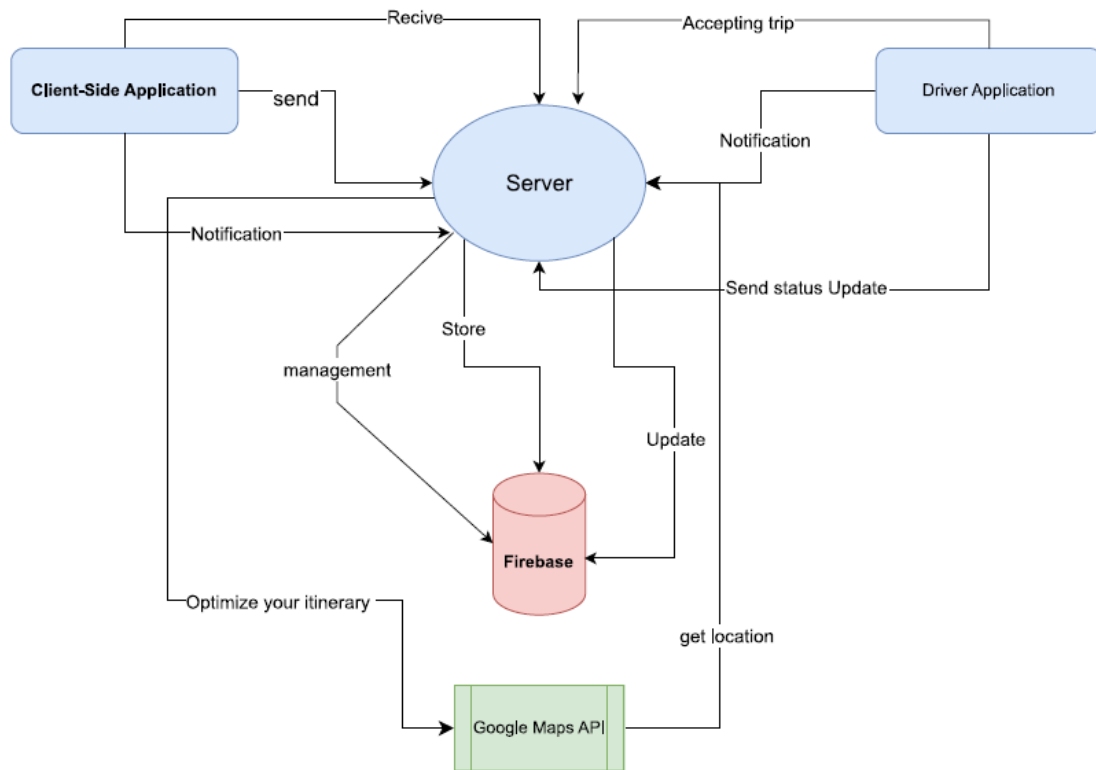 Recive
Accepting trip
Client-Side Application
send
Driver Application
Notification
Server
Notification
Send status Update
Store
management
Update
Firebase
Optimize your itinerary
get location
Google Maps API